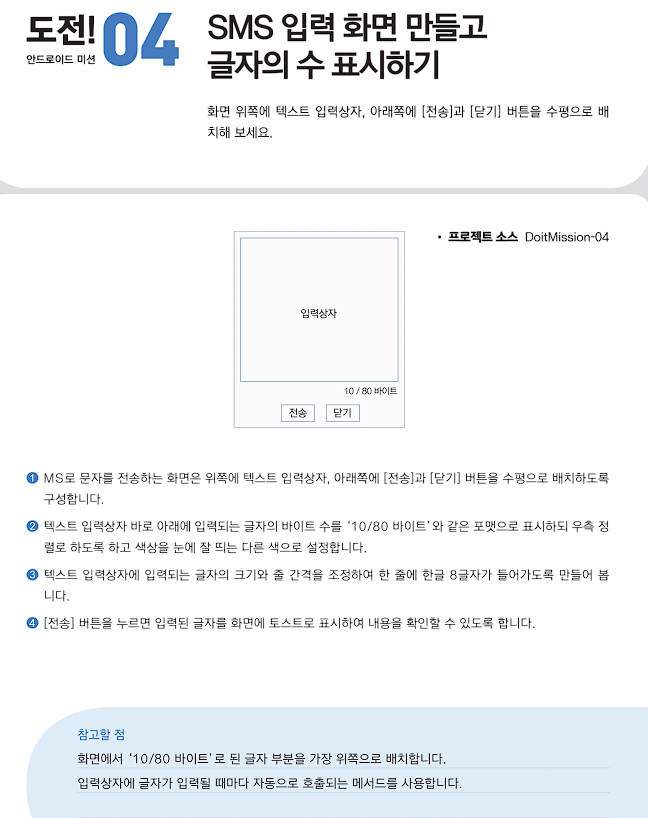 도전! 04
안드로이드 미션
SMS 입력 화면 만들고
글자의 수 표시하기
화면 위쪽에 텍스트 입력상자, 아래쪽에 [전송]과 [닫기] 버튼을 수평으로 배
치해 보세요.
• 프로젝트 소스 DoitMission-04
입력상자
10 / 80 바이트
전송 닫기
1 MS로 문자를 전송하는 화면은 위쪽에 텍스트 입력상자, 아래쪽에 [전송]과 [닫기] 버튼을 수평으로 배치하도록
구성합니다.
2 텍스트 입력상자 바로 아래에 입력되는 글자의 바이트 수를 ‘10/80 바이트’와 같은 포맷으로 표시하되 우측 정
렬로 하도록 하고 색상을 눈에 잘 띄는 다른 색으로 설정합니다.
3 텍스트 입력상자에 입력되는 글자의 크기와 줄 간격을 조정하여 한 줄에 한글 8글자가 들어가도록 만들어 봅
니다.
4 [전송] 버튼을 누르면 입력된 글자를 화면에 토스트로 표시하여 내용을 확인할 수 있도록 합니다.
참고할 점
화면에서 ‘10/80 바이트’로 된 글자 부분을 가장 위쪽으로 배치합니다.
입력상자에 글자가 입력될 때마다 자동으로 호출되는 메서드를 사용합니다.